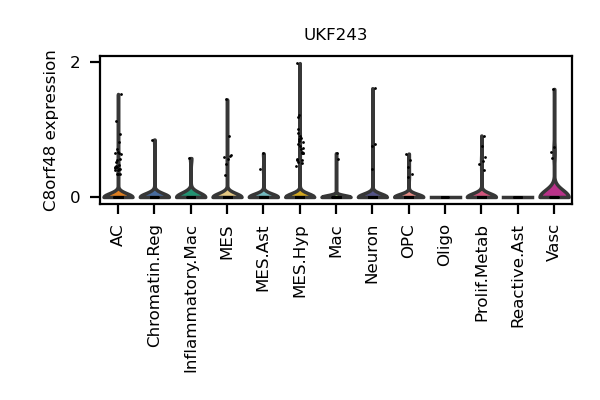 UKF243
C8orf48 expression
2
0
AC
Chromatin.Reg
Inflammatory.Mac
MES
MES.Ast
MES.Hyp
Mac
Neuron
OPC
Oligo
Prolif.Metab
Reactive.Ast
Vasc